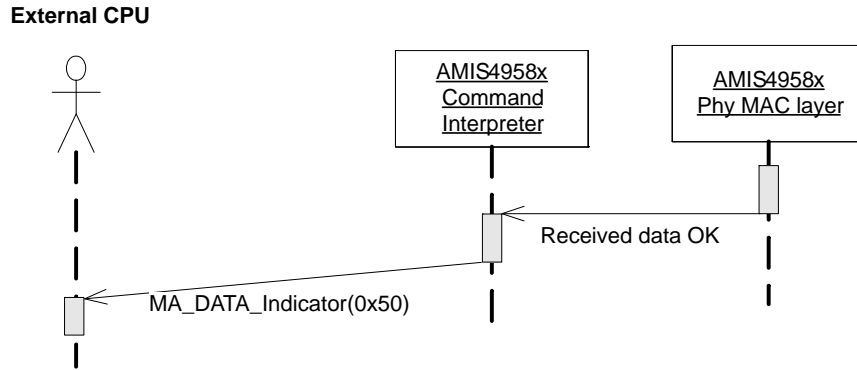 External CPU
AMIS4958x
Command
Interpreter
AMIS4958x
Phy MAC layer
Received data OK
MA_DATA_Indicator(0x50)